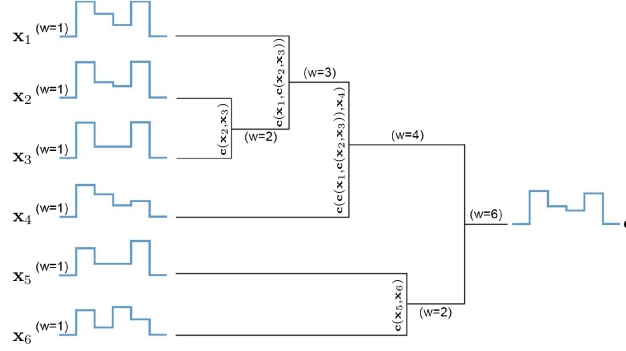 x₁ (w=1)
x₂ (w=1)
x₃ (w=1)
x₄ (w=1)
x₅ (w=1)
x₆ (w=1)
c(x₂,x₃)
(w=2)
c(x₁,c(x₂,x₃))
(w=3)
c(c(x₁,c(x₂,x₃)),x₄)
(w=4)
c(x₅,x₆)
(w=2)
(w=6)